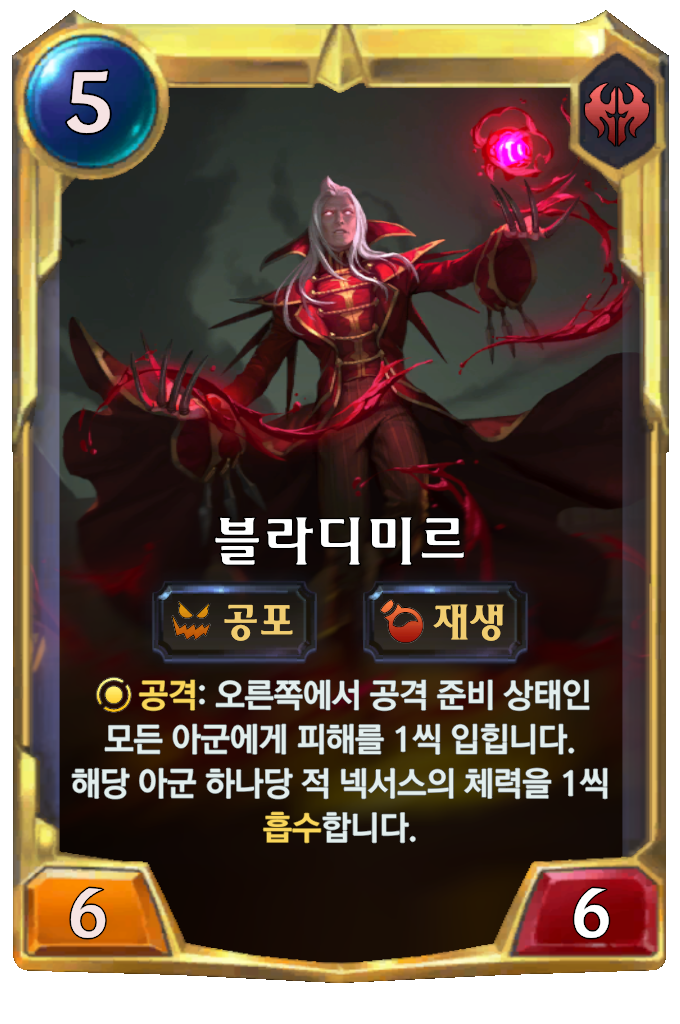 5
블라디미르
공포
재생
공격: 오른쪽에서 공격 준비 상태인
모든 아군에게 피해를 1씩 입힙니다.
해당 아군 하나당 적 넥서스의 체력을 1씩
흡수합니다.
6
6